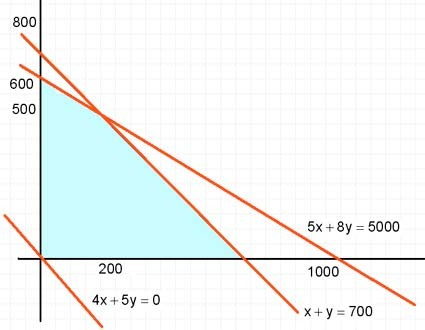 800
600
500
5x + 8y = 5000
200
1000
4x + 5y = 0
x + y = 700